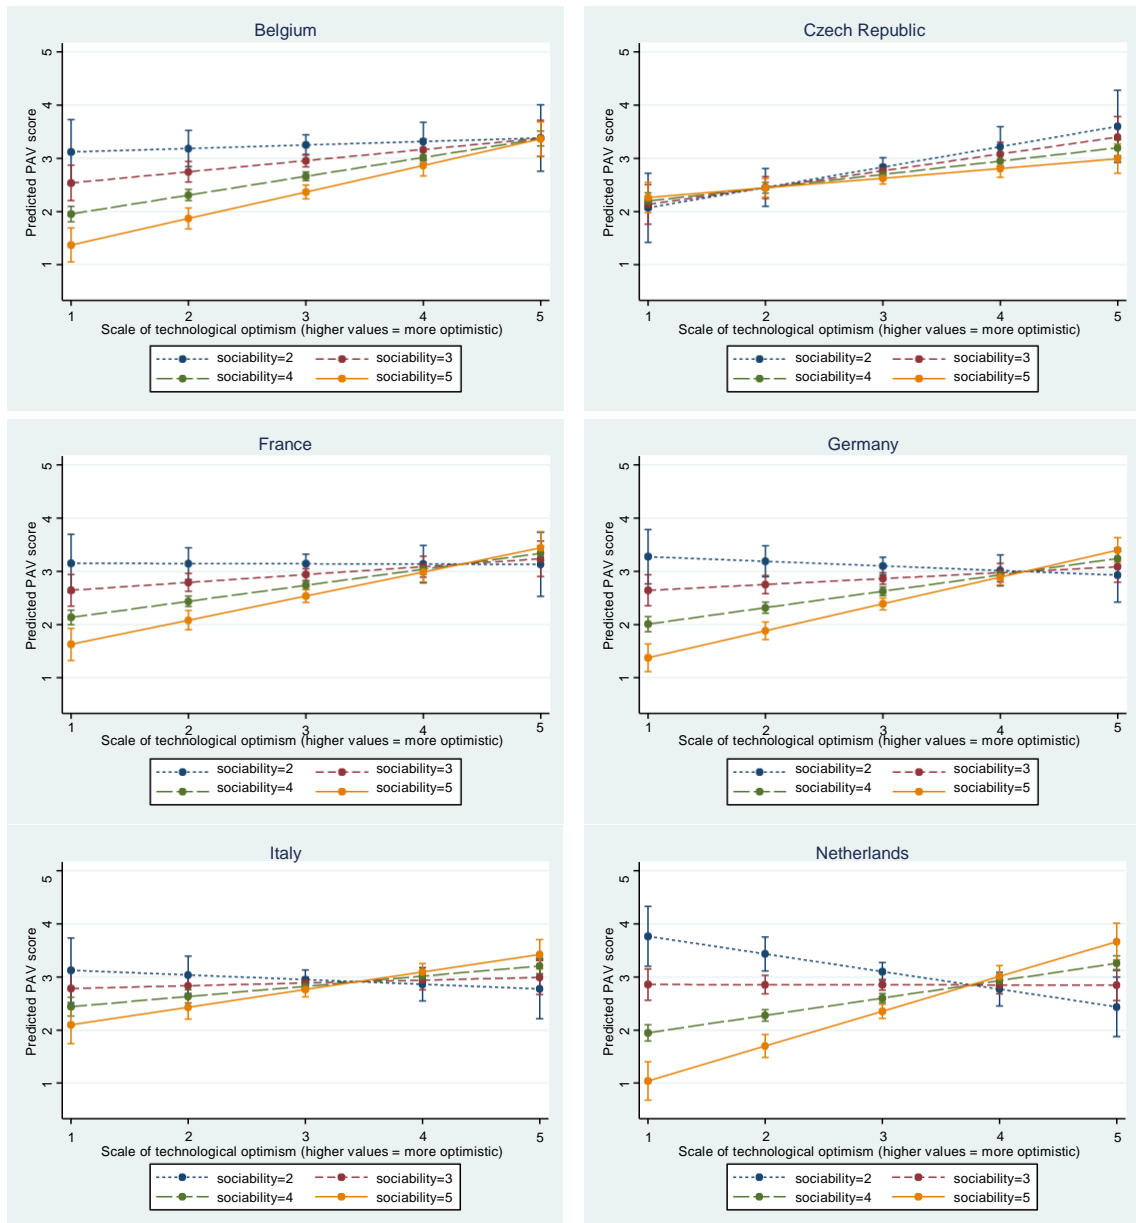 Belgium
Predicted PAV score
5
4
3
2
1
1 2 3 4 5
Scale of technological optimism (higher values = more optimistic)
sociability=2 sociability=3
sociability=4 sociability=5
Czech Republic
Predicted PAV score
5
4
3
2
1
1 2 3 4 5
Scale of technological optimism (higher values = more optimistic)
sociability=2 sociability=3
sociability=4 sociability=5
France
Predicted PAV score
5
4
3
2
1
1 2 3 4 5
Scale of technological optimism (higher values = more optimistic)
sociability=2 sociability=3
sociability=4 sociability=5
Germany
Predicted PAV score
5
4
3
2
1
1 2 3 4 5
Scale of technological optimism (higher values = more optimistic)
sociability=2 sociability=3
sociability=4 sociability=5
Italy
Predicted PAV score
5
4
3
2
1
1 2 3 4 5
Scale of technological optimism (higher values = more optimistic)
sociability=2 sociability=3
sociability=4 sociability=5
Netherlands
Predicted PAV score
5
4
3
2
1
1 2 3 4 5
Scale of technological optimism (higher values = more optimistic)
sociability=2 sociability=3
sociability=4 sociability=5